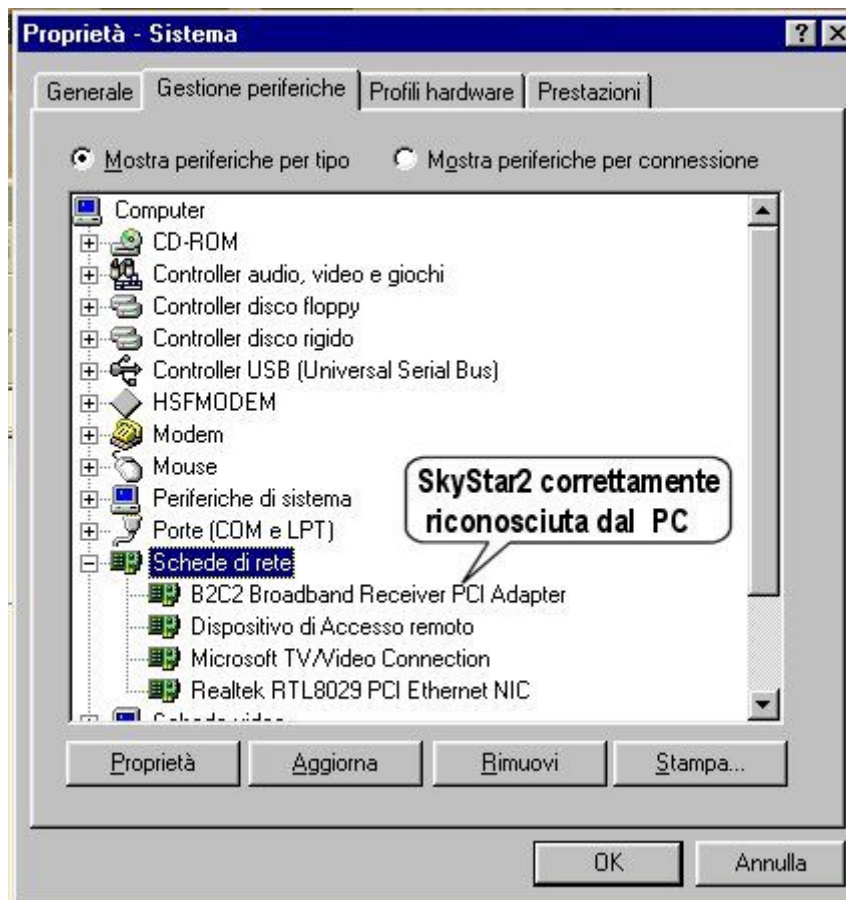 Proprietà - Sistema
Generale
Gestione periferiche
Profili hardware
Prestazioni
Mostra periferiche per tipo
Mostra periferiche per connessione
Computer
CD-ROM
Controller audio, video e giochi
Controller disco floppy
Controller disco rigido
Controller USB (Universal Serial Bus)
HSFMODEM
Modem
Mouse
Periferiche di sistema
Porte (COM e LPT)
SkyStar2 correttamente
riconosciuta dal PC
Schede di rete
B2C2 Broadband Receiver PCI Adapter
Dispositivo di Accesso remoto
Microsoft TV/Video Connection
Realtek RTL8029 PCI Ethernet NIC
Schede video
Proprietà
Aggiorna
Rimuovi
Stampa...
OK
Annulla